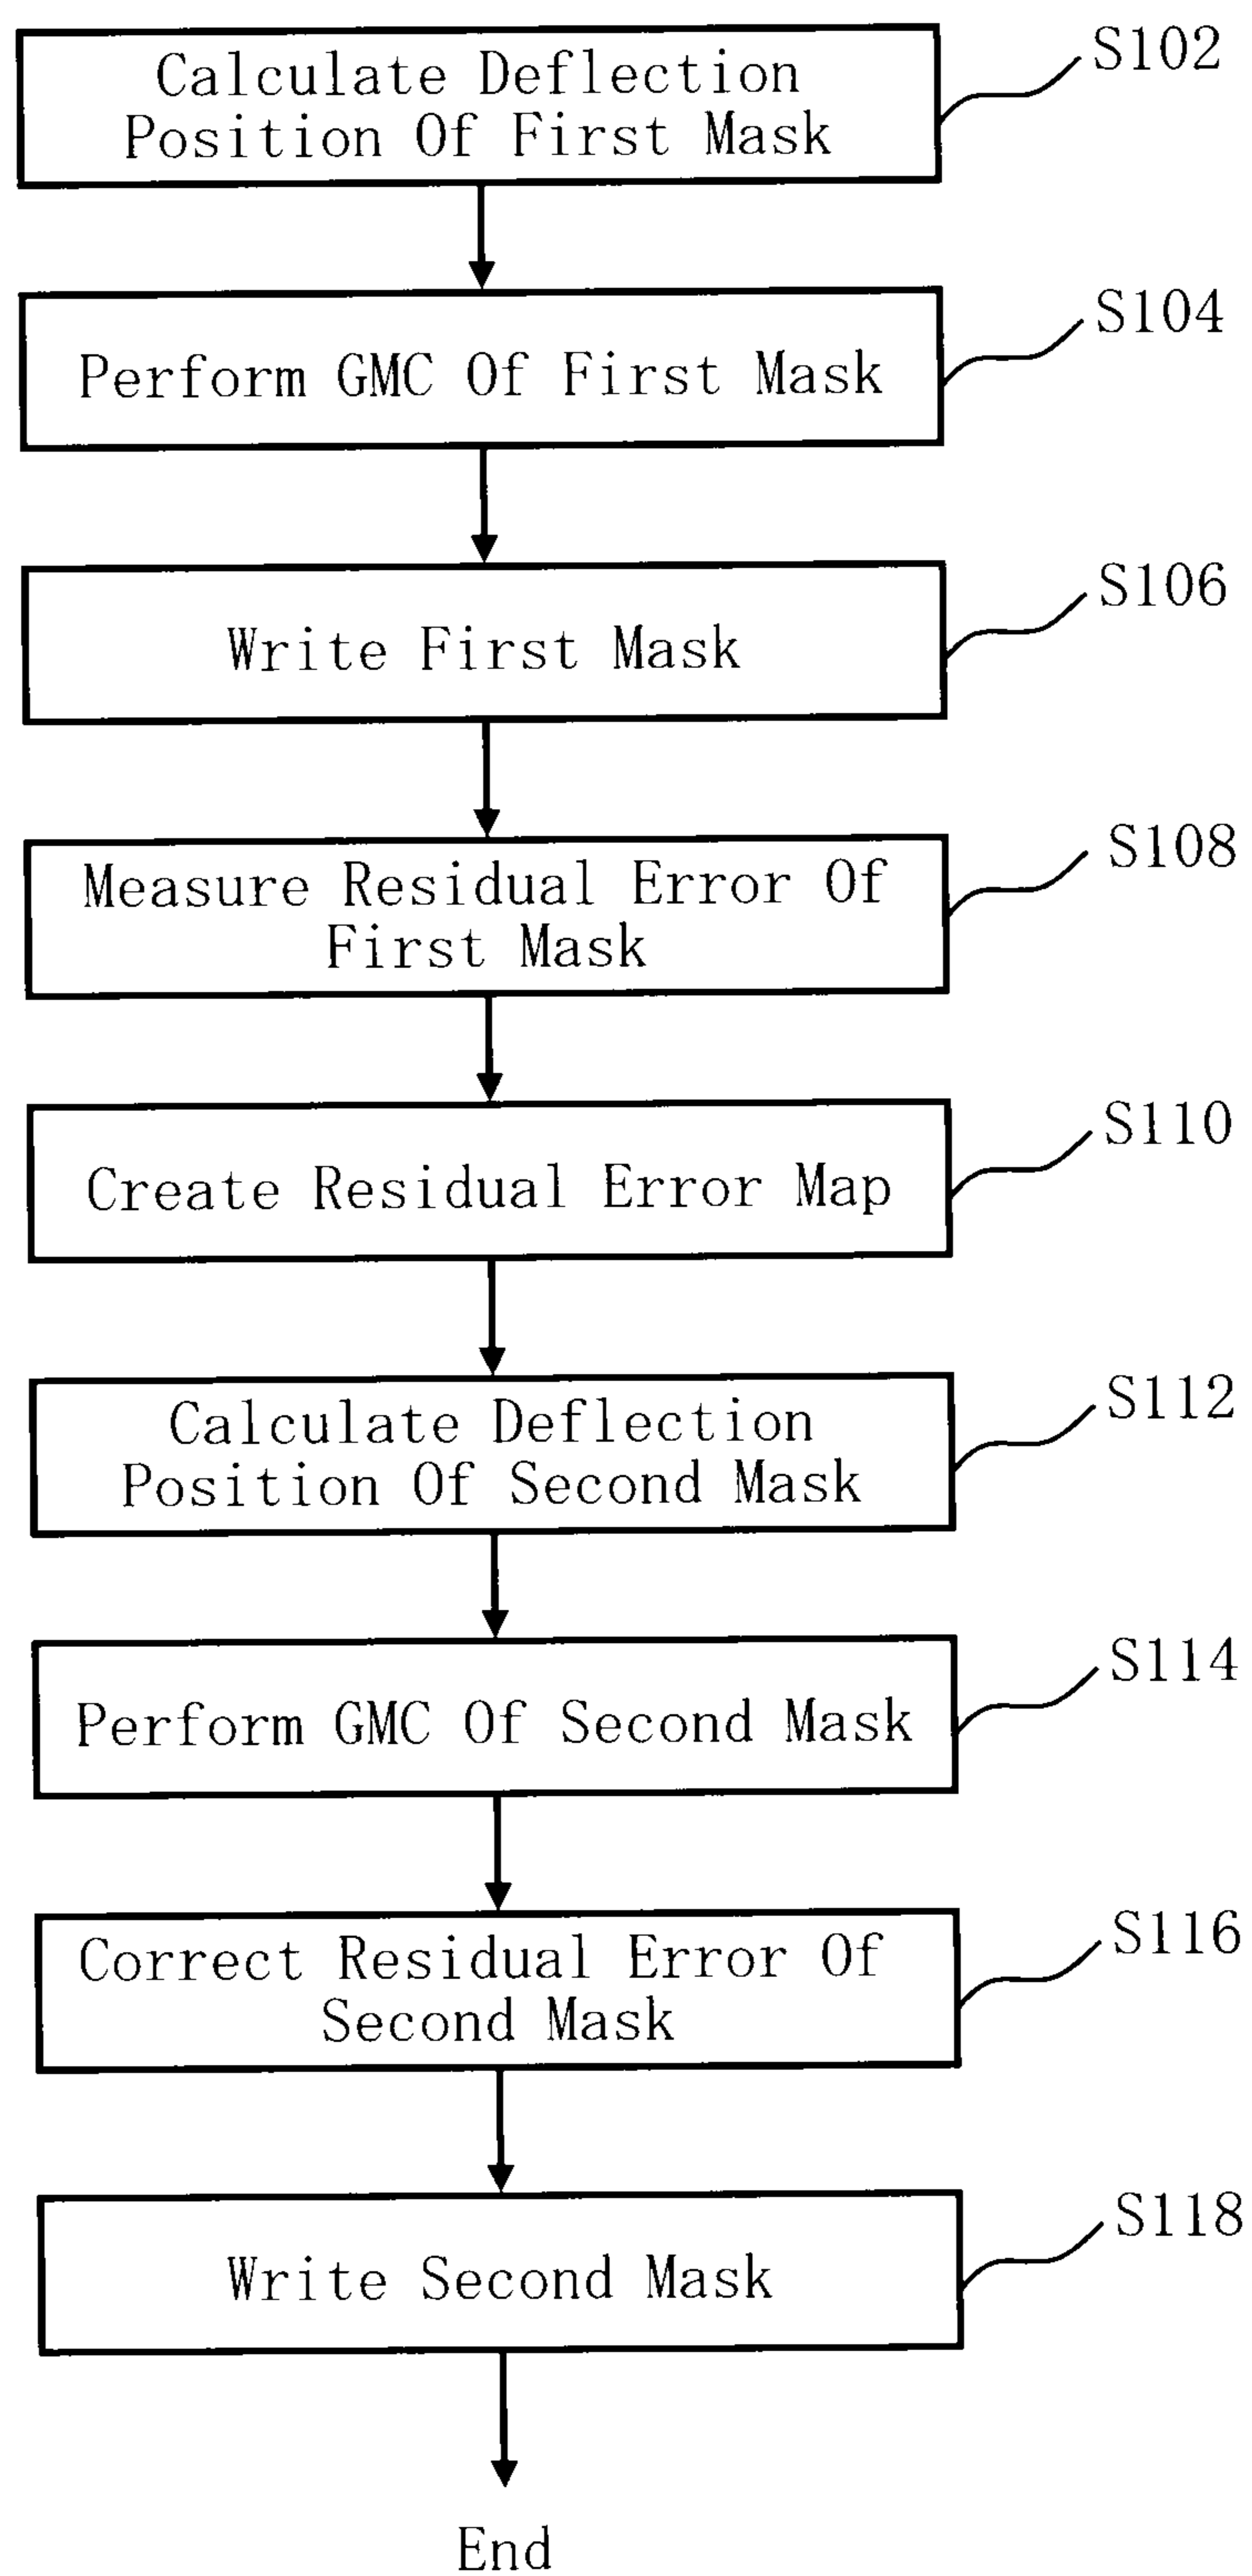 Calculate Deflection
Position Of First Mask
S102
Perform GMC Of First Mask
S104
Write First Mask
S106
Measure Residual Error Of
First Mask
S108
Create Residual Error Map
S110
Calculate Deflection
Position Of Second Mask
S112
Perform GMC Of Second Mask
S114
Correct Residual Error Of
Second Mask
S116
Write Second Mask
S118
End